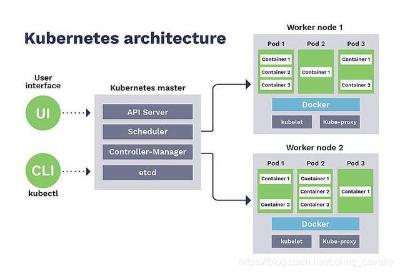 Kubernetes architecture
User
interface
UI
CLI
kubectl
Kubernetes master
API Server
Scheduler
Controller-Manager
etcd
Worker node 1
Pod 1
Pod 2
Pod 3
Container 1
Container 2
Container 3
Container 1
Container 1
Container 3
Docker
kubelet
Kube-proxy
Worker node 2
Pod 1
Pod 2
Pod 3
Container 1
Container 2
Container 1
Container 2
Container 3
Container 1
Docker
kubelet
Kube-proxy
https://blog.csdn.net/boling_cavalry